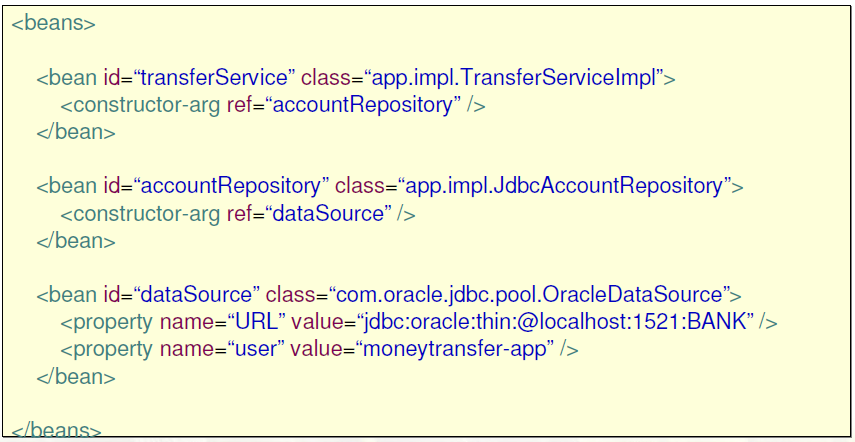 <beans>
<bean id=“transferService” class=“app.impl.TransferServiceImpl”>
<constructor-arg ref=“accountRepository” />
</bean>
<bean id=“accountRepository” class=“app.impl.JdbcAccountRepository”>
<constructor-arg ref=“dataSource” />
</bean>
<bean id=“dataSource” class=“com.oracle.jdbc.pool.OracleDataSource”>
<property name=“URL” value=“jdbc:oracle:thin:@localhost:1521:BANK” />
<property name=“user” value=“moneytransfer-app” />
</bean>
</beans>